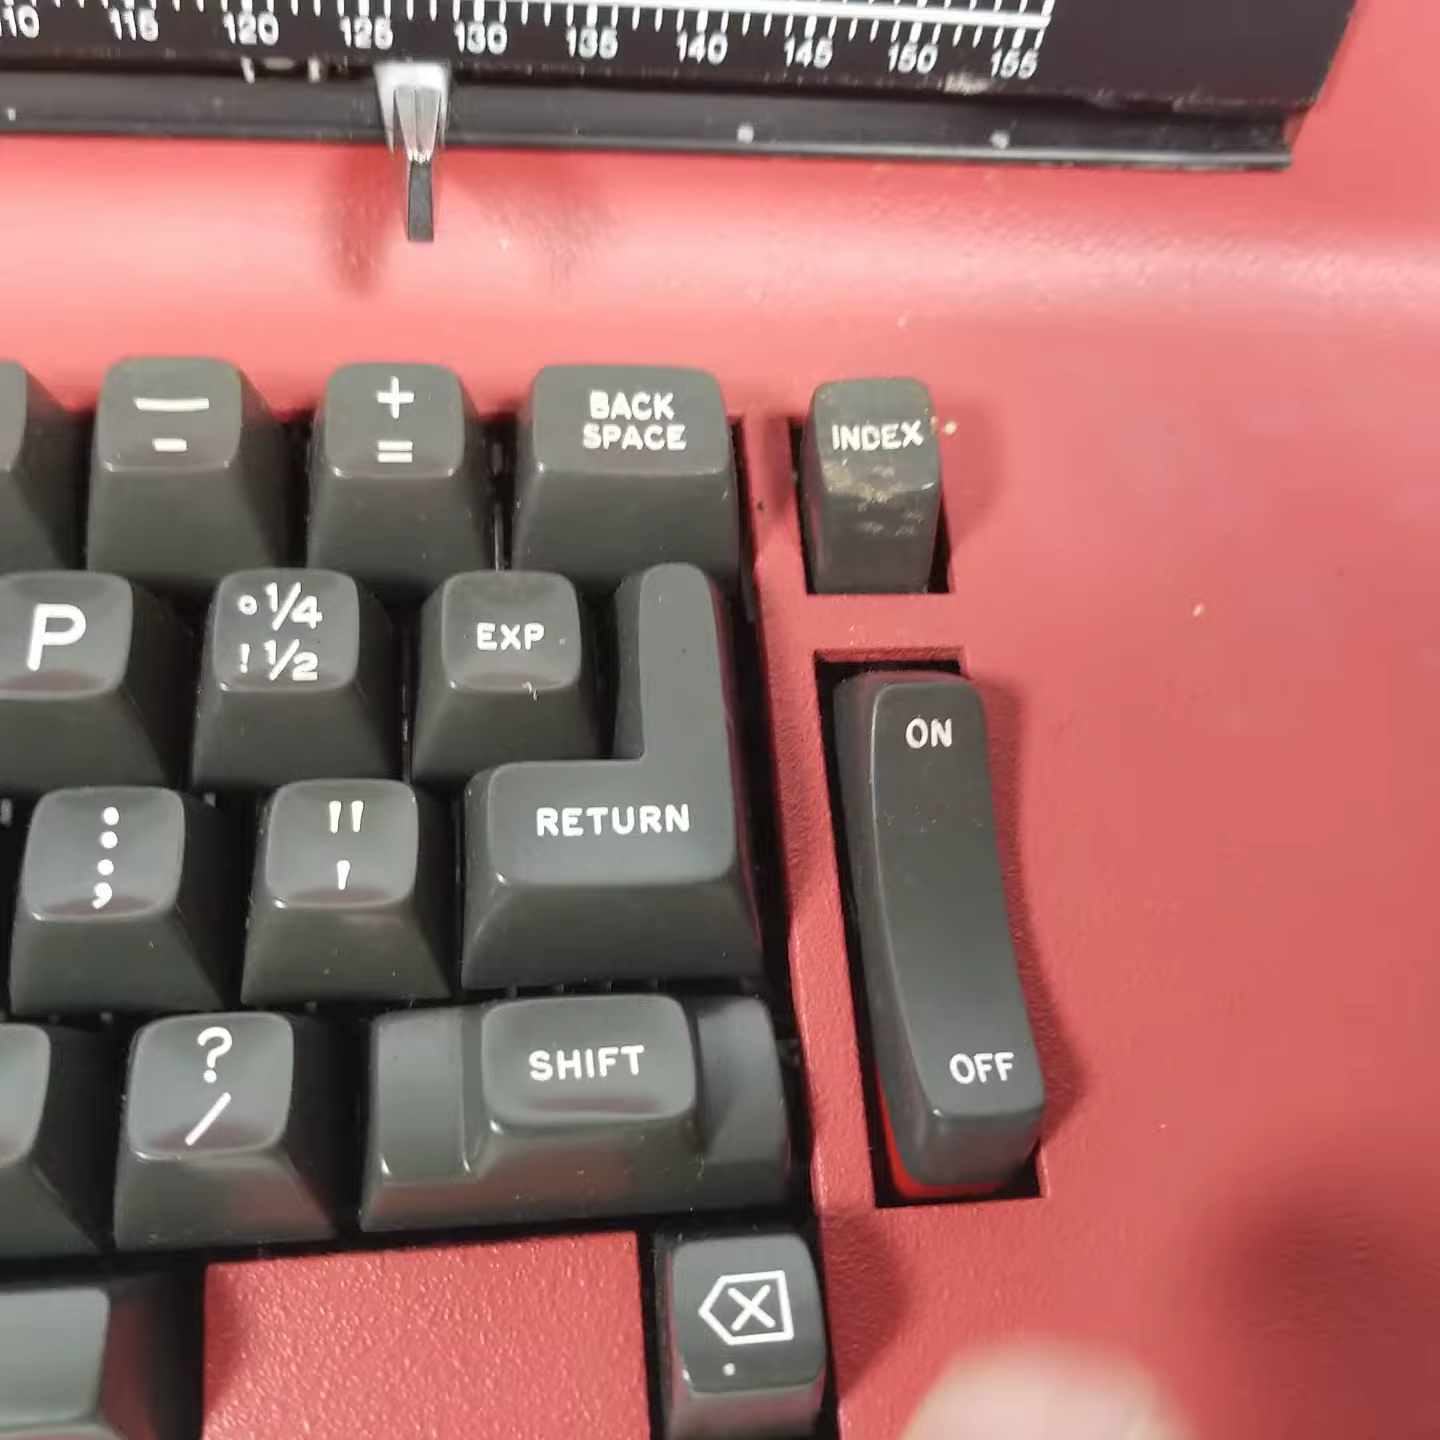 110 115 120 125 130 135 140 145 150 155
— -
+ =
BACK SPACE
INDEX
P
° ¼
! ½
EXP
ON
:
;
"
'
RETURN
OFF
?
/
SHIFT